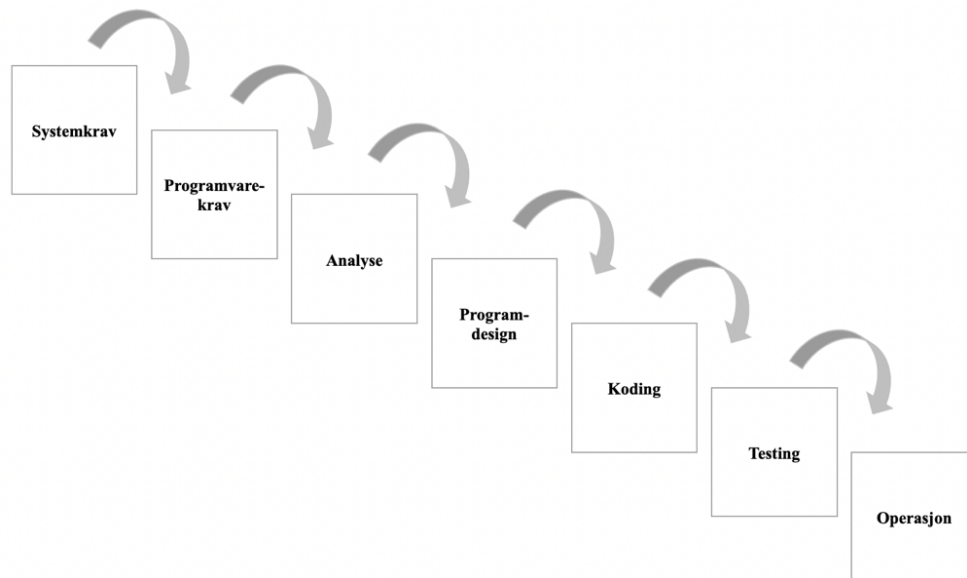 Systemkrav
Programvare-
krav
Analyse
Program-
design
Koding
Testing
Operasjon